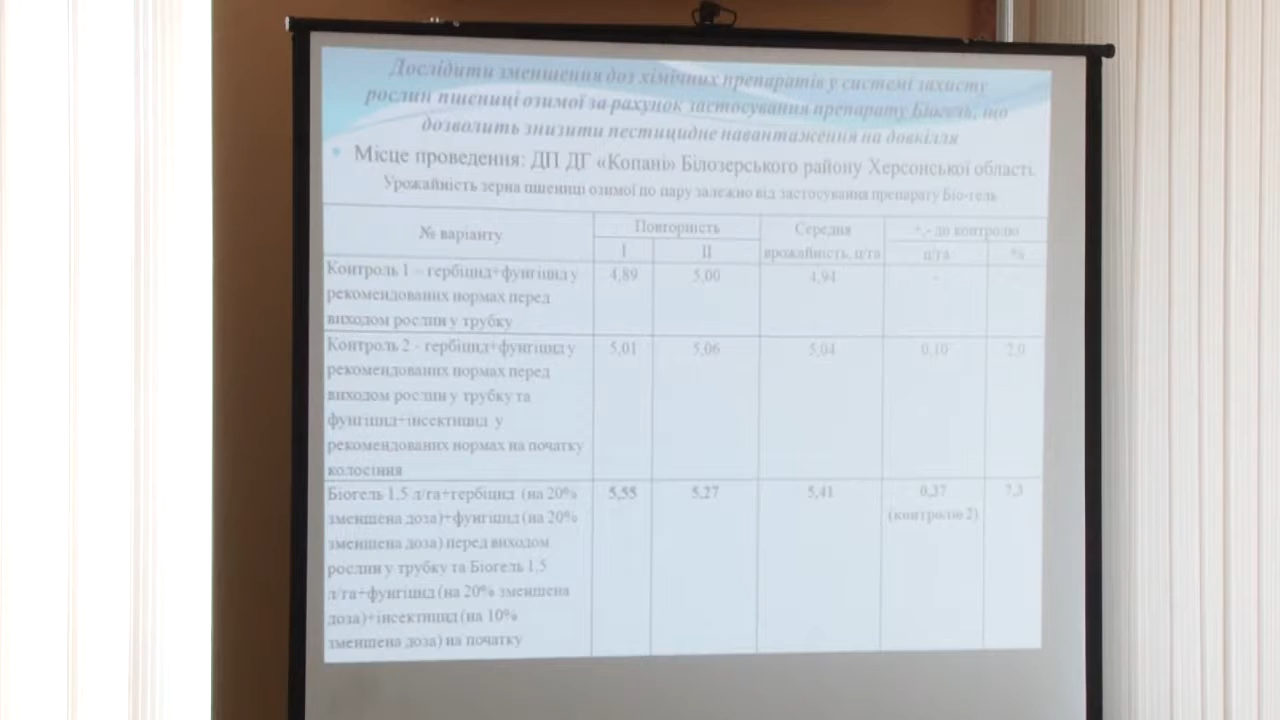 Дослідити зменшення доз хімічних препаратів у системі захисту
рослин пшениці озимої за рахунок застосування препарату Біогель, що
дозволить знизити пестицидне навантаження на довкілля
• Місце проведення: ДП ДГ «Копані» Білозерського району Херсонської області.
Урожайність зерна пшениці озимої по пару залежно від застосування препарату Біо-гель
№ варіанту Повторність Середня +,- до контролю
I II врожайність, ц/га ц/га %
Контроль 1 – гербіцид+фунгіцид у 4,89 5,00 4,94 - -
рекомендованих нормах перед
виходом рослин у трубку
Контроль 2 - гербіцид+фунгіцид у 5,01 5,06 5,04 0,10 2,0
рекомендованих нормах перед
виходом рослин у трубку та
фунгіцид+інсектицид у
рекомендованих нормах на початку
колосіння
Біогель 1,5 л/га+гербіцид (на 20% 5,55 5,27 5,41 0,37 7,3
зменшена доза)+фунгіцид (на 20% (контролю 2)
зменшена доза) перед виходом
рослин у трубку та Біогель 1,5
л/га+фунгіцид (на 20% зменшена
доза)+інсектицид (на 10%
зменшена доза) на початку